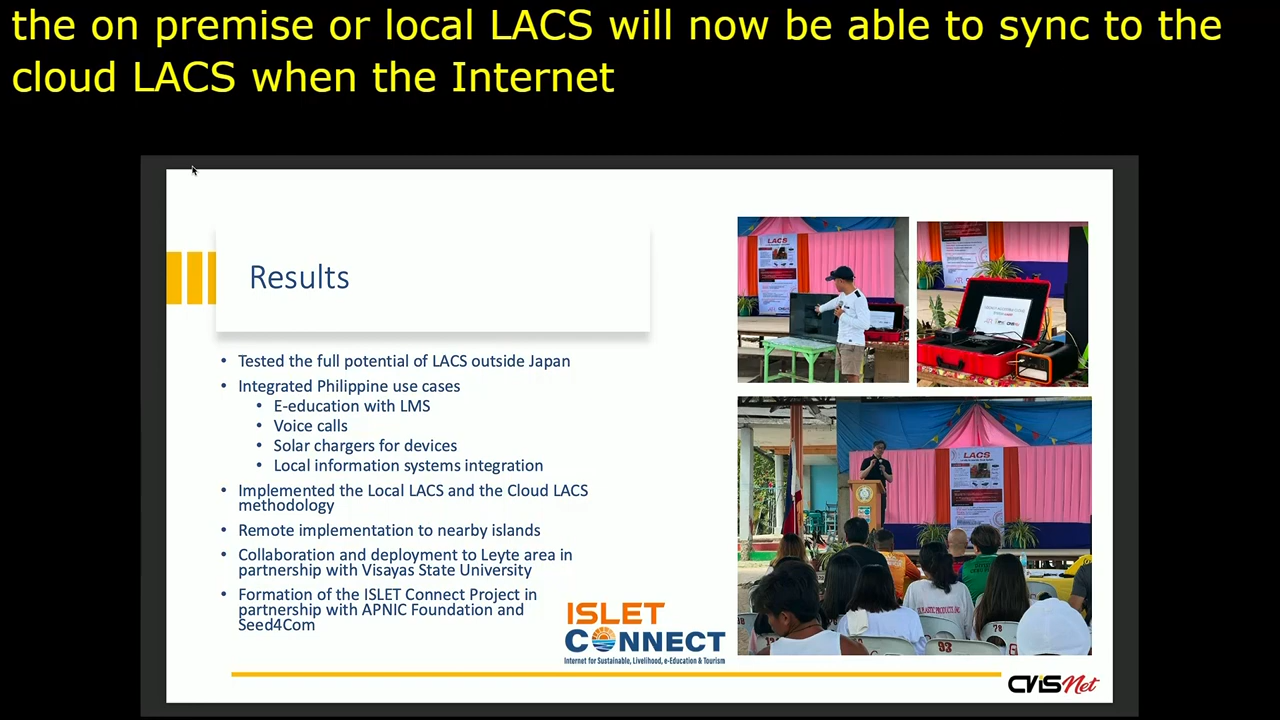 the on premise or local LACS will now be able to sync to the
cloud LACS when the Internet
Results
• Tested the full potential of LACS outside Japan
• Integrated Philippine use cases
• E-education with LMS
• Voice calls
• Solar chargers for devices
• Local information systems integration
• Implemented the Local LACS and the Cloud LACS
methodology
• Remote implementation to nearby islands
• Collaboration and deployment to Leyte area in
partnership with Visayas State University
• Formation of the ISLET Connect Project in
partnership with APNIC Foundation and
Seed4Com
ISLET
CONNECT
Internet for Sustainable, Livelihood, e-Education & Tourism
LACS
LACS
93
78
CVISNet